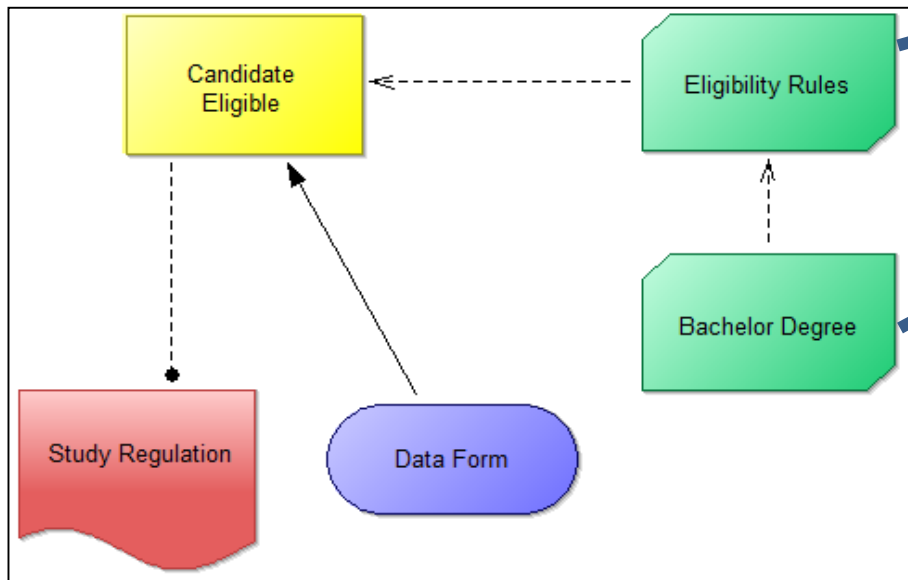 Candidate
Eligible
Eligibility Rules
Bachelor Degree
Study Regulation
Data Form